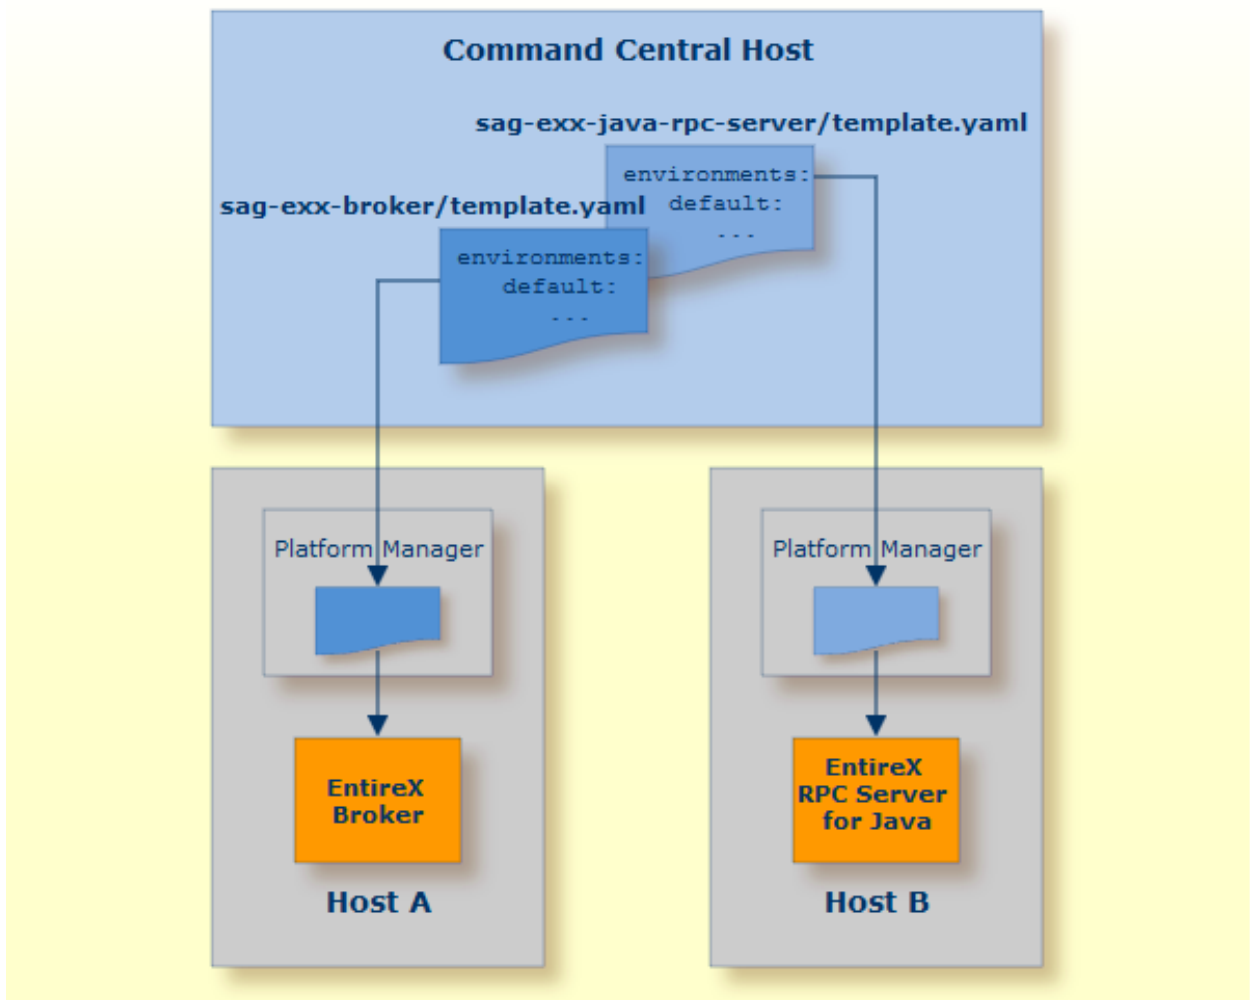 Command Central Host
sag-exx-java-rpc-server/template.yaml
environments:
default:
...
sag-exx-broker/template.yaml
environments:
default:
...
Platform Manager
EntireX
Broker
Host A
Platform Manager
EntireX
RPC Server
for Java
Host B